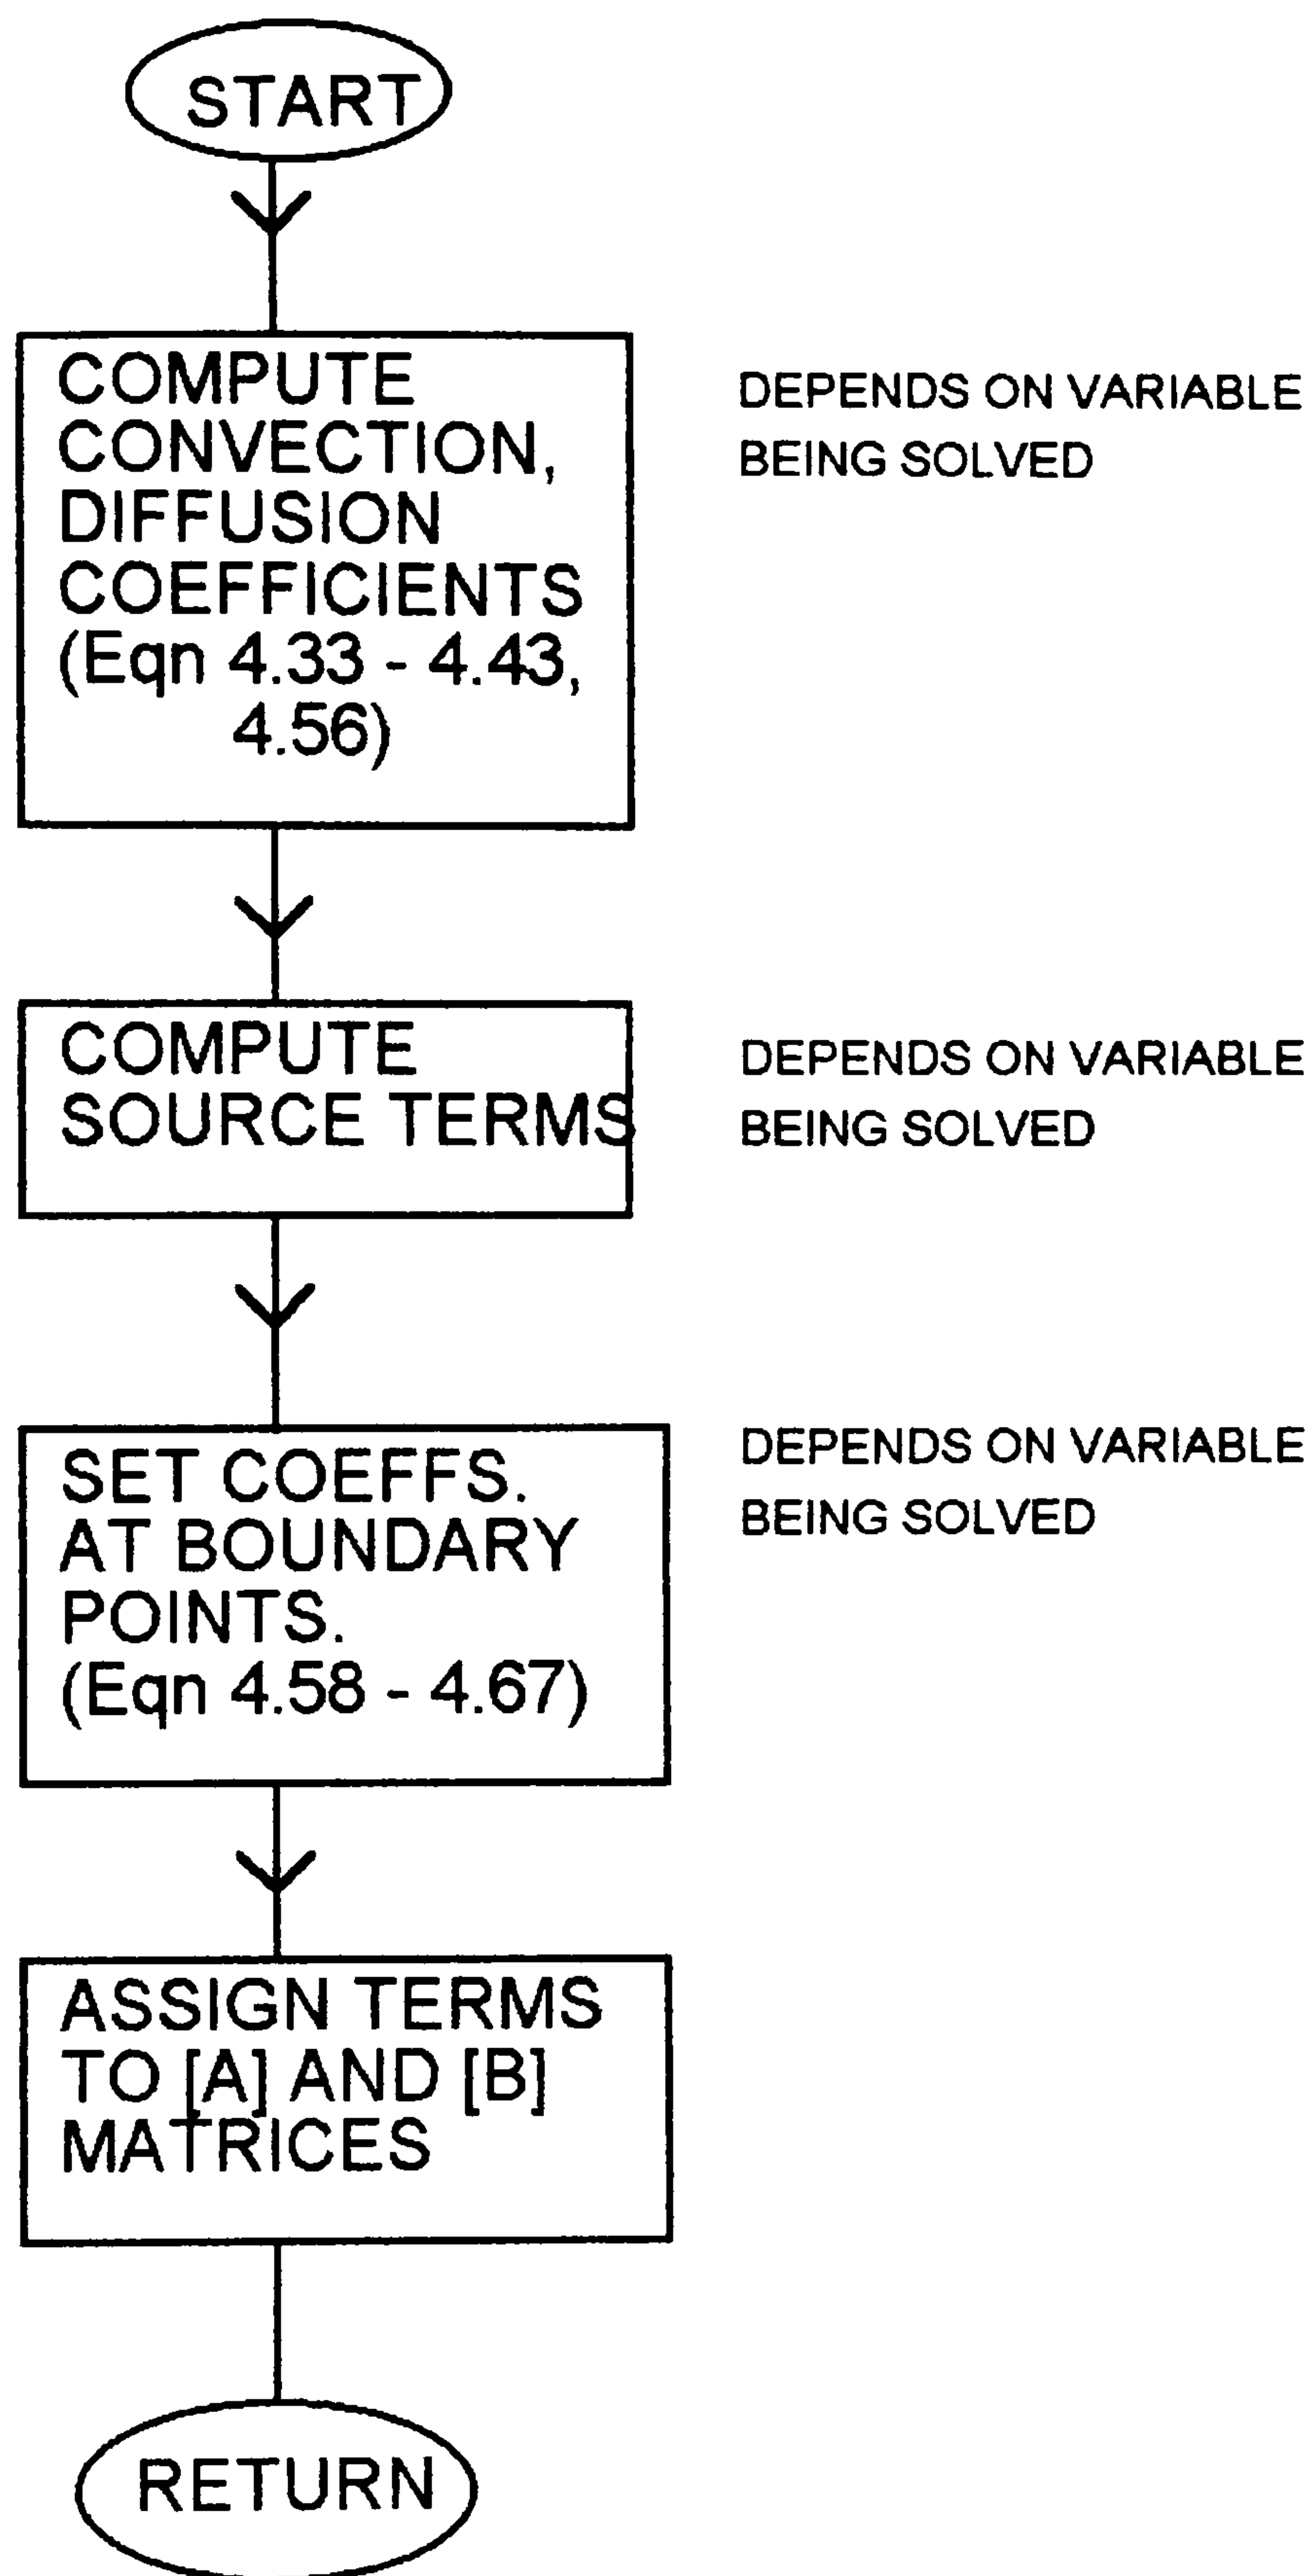 START
COMPUTE
CONVECTION,
DIFFUSION
COEFFICIENTS
(Eqn 4.33 - 4.43,
4.56)
DEPENDS ON VARIABLE
BEING SOLVED
COMPUTE
SOURCE TERMS
DEPENDS ON VARIABLE
BEING SOLVED
SET COEFFS.
AT BOUNDARY
POINTS.
(Eqn 4.58 - 4.67)
DEPENDS ON VARIABLE
BEING SOLVED
ASSIGN TERMS
TO [A] AND [B]
MATRICES
RETURN